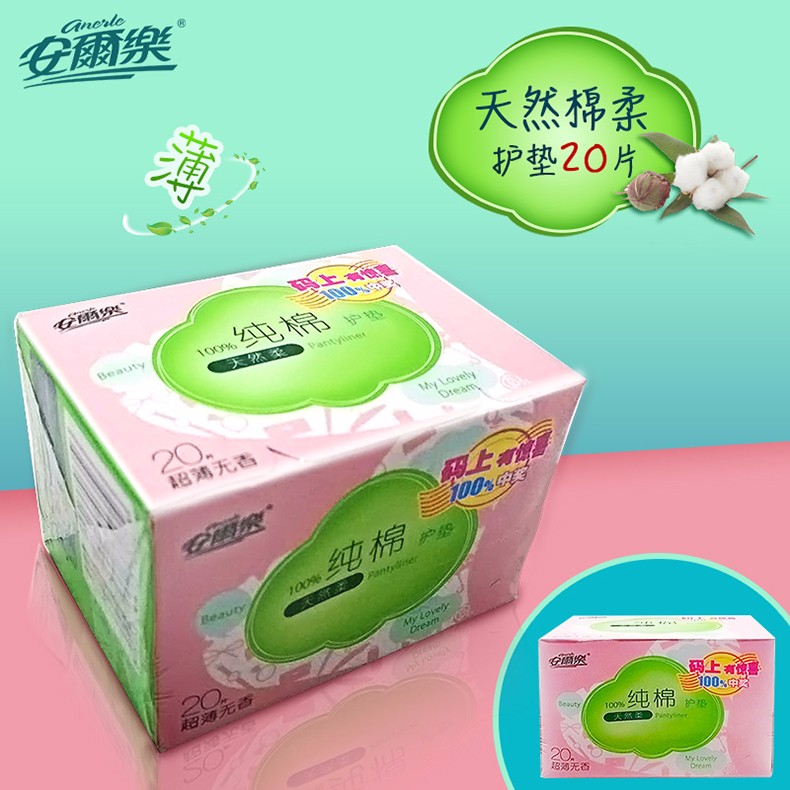 anerle
安爾樂®
天然棉柔
护垫20片
薄
anerle
安爾樂®
码上有惊喜
100%中奖
100%纯棉护垫
天然柔
Pantyliner
Beauty
My Lovely
Dream
20片
超薄无香
安爾樂®
码上有惊喜
100%中奖
100%纯棉护垫
天然柔
Pantyliner
Beauty
My Lovely
Dream
20片
超薄无香
安爾樂®
码上有惊喜
100%中奖
100%纯棉护垫
天然柔
Pantyliner
Beauty
My Lovely
Dream
20片
超薄无香